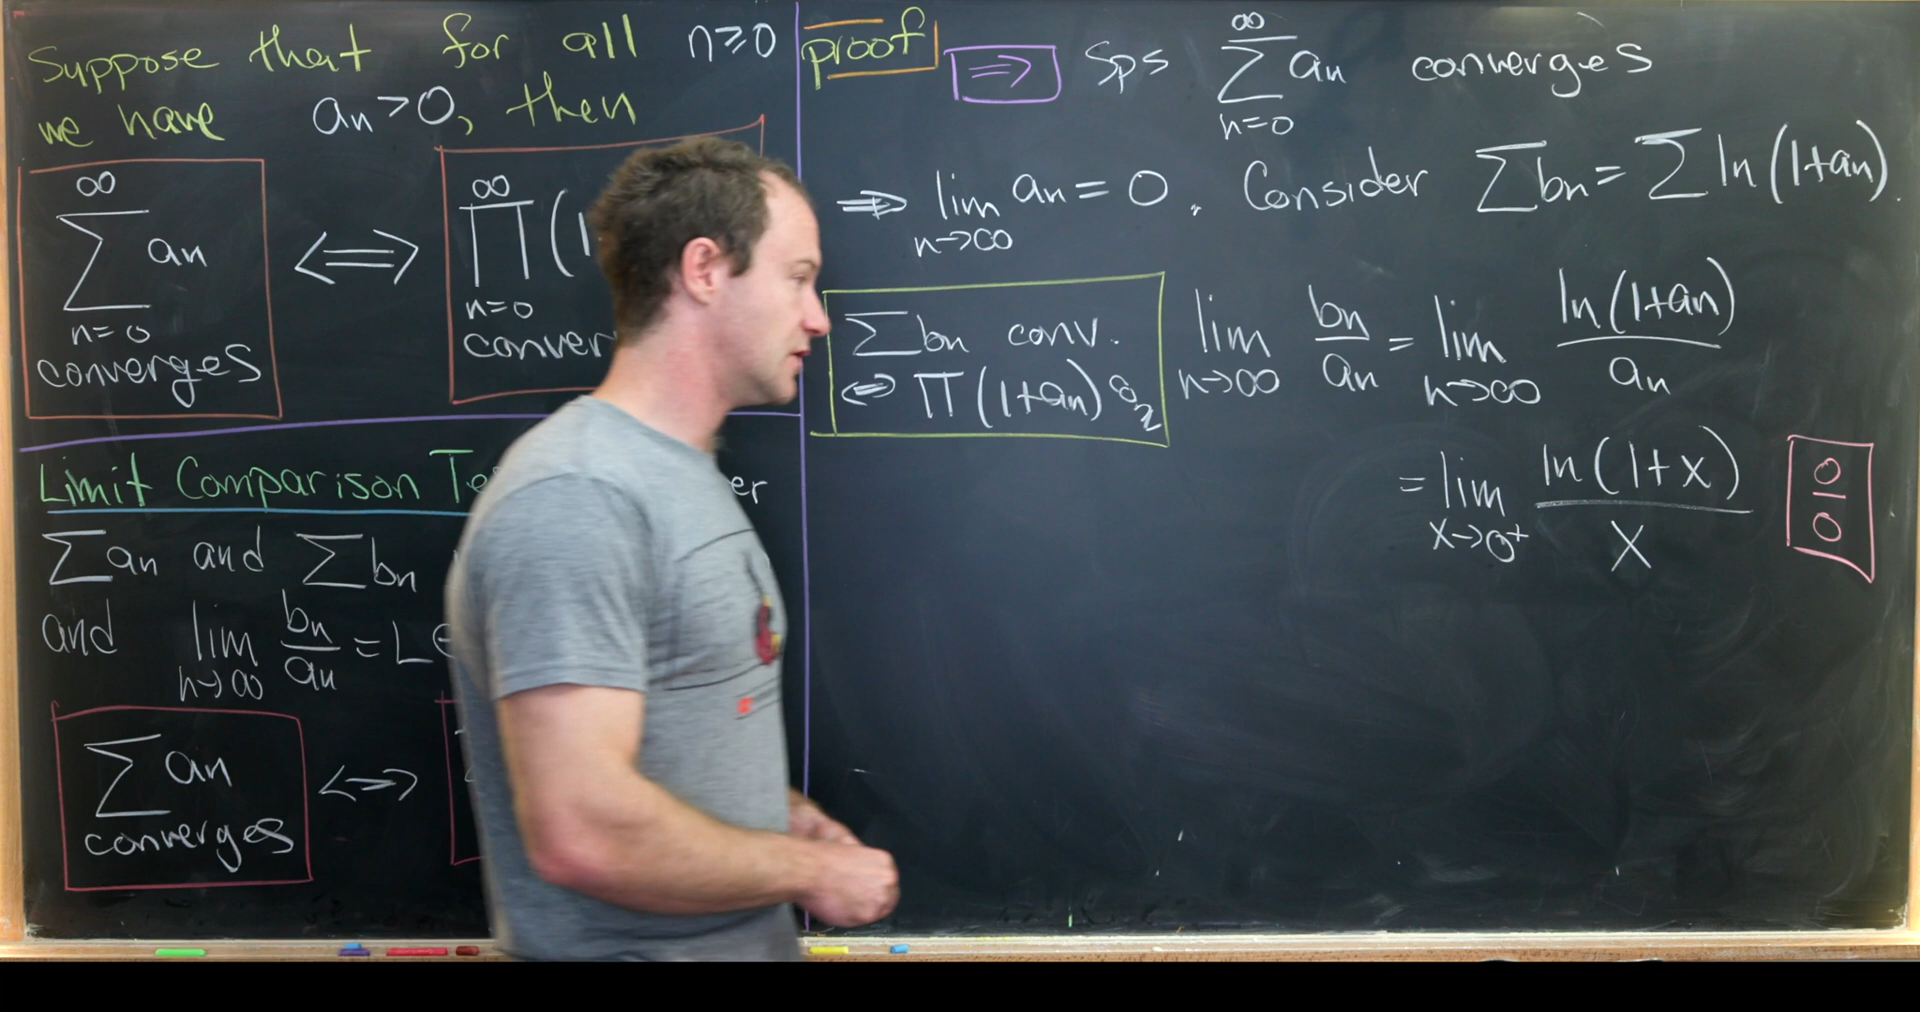 Suppose that for all n≥0
we have an>0, then
∞
∑ an
n=0
converges
⟺
∞
∏(1
n=0
conver
Limit Comparison Te er
∑an and ∑bn
and lim bn/an = L ∈
n→∞
∑ an
converges
⟺
proof ⟹ Sps ∑an converges
∞
n=0
⟹ lim an = 0. Consider ∑bn = ∑ ln(1+an).
n→∞
∑bn conv.
⟺ ∏(1+an)
lim bn/an = lim ln(1+an)/an
n→∞ n→∞
= lim ln(1+x)/x 0/0
x→0⁺